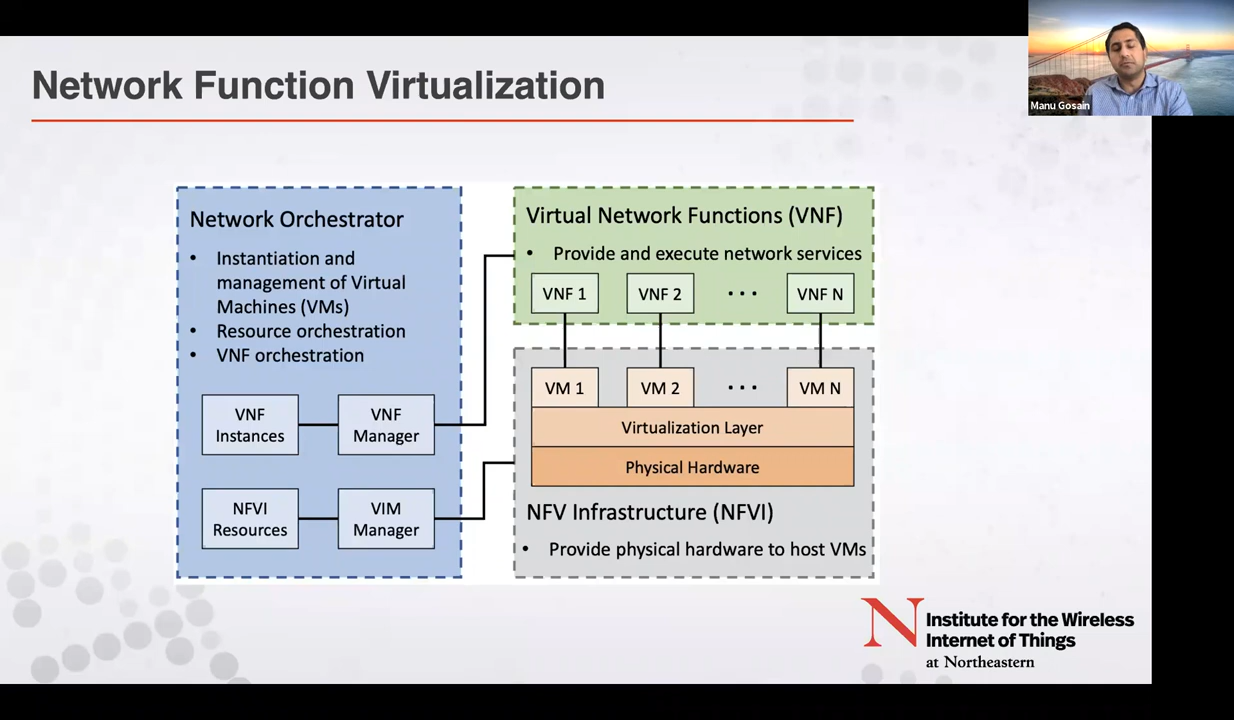 Network Function Virtualization
Manu Gosain
Network Orchestrator
• Instantiation and
management of Virtual
Machines (VMs)
• Resource orchestration
• VNF orchestration
VNF
Instances
VNF
Manager
NFVI
Resources
VIM
Manager
Virtual Network Functions (VNF)
• Provide and execute network services
VNF 1
VNF 2
• • •
VNF N
VM 1
VM 2
• • •
VM N
Virtualization Layer
Physical Hardware
NFV Infrastructure (NFVI)
• Provide physical hardware to host VMs
N
Institute for the Wireless
Internet of Things
at Northeastern